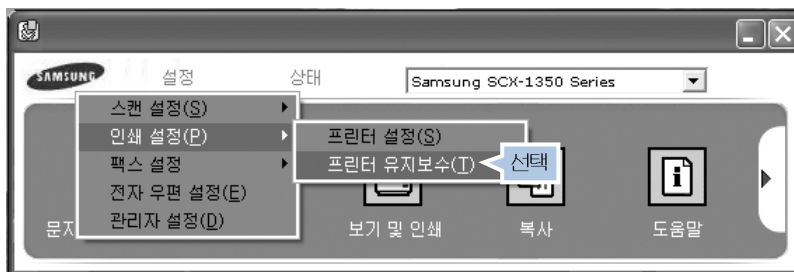 SAMSUNG 설정 상태 Samsung SCX-1350 Series
스캔 설정(S)
인쇄 설정(P) 프린터 설정(S)
팩스 설정 프린터 유지보수(T) 선택
전자 우편 설정(E)
관리자 설정(D)
문자 보기 및 인쇄 복사 도움말